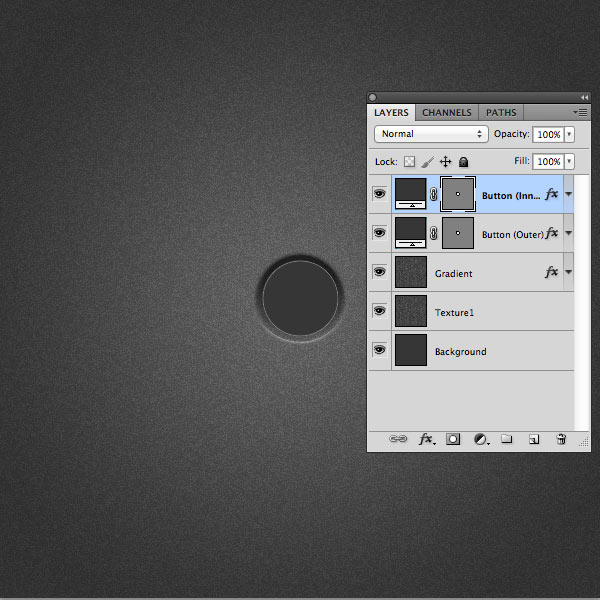 LAYERS CHANNELS PATHS
Normal Opacity: 100%
Lock: Fill: 100%
Button (Inn... fx
Button (Outer) fx
Gradient fx
Texture1
Background
fx